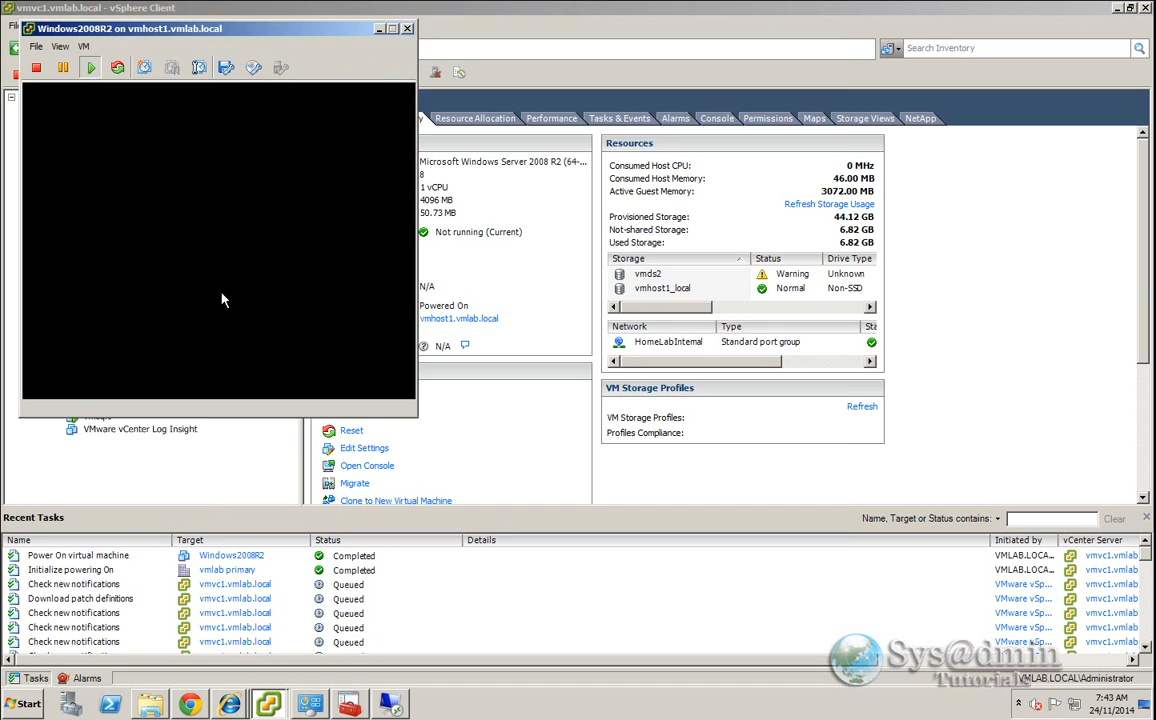 vmvc1.vmlab.local - vSphere Client
Windows2008R2 on vmhost1.vmlab.local
File View VM
Search Inventory
Resource Allocation Performance Tasks & Events Alarms Console Permissions Maps Storage Views NetApp
Microsoft Windows Server 2008 R2 (64-...
8
1 vCPU
4096 MB
50.73 MB
Not running (Current)
N/A
Powered On
vmhost1.vmlab.local
N/A
Resources
Consumed Host CPU: 0 MHz
Consumed Host Memory: 46.00 MB
Active Guest Memory: 3072.00 MB
Refresh Storage Usage
Provisioned Storage: 44.12 GB
Not-shared Storage: 6.82 GB
Used Storage: 6.82 GB
Storage Status Drive Type
vmds2 Warning Unknown
vmhost1_local Normal Non-SSD
Network Type Sta
HomeLabInternal Standard port group
VM Storage Profiles
Refresh
VM Storage Profiles:
Profiles Compliance:
VMware vCenter Log Insight
Reset
Edit Settings
Open Console
Migrate
Clone to New Virtual Machine
Recent Tasks
Name, Target or Status contains: Clear
Name Target Status Details Initiated by vCenter Server
Power On virtual machine Windows2008R2 Completed VMLAB.LOCA... vmvc1.vmlab
Initialize powering On vmlab primary Completed VMLAB.LOCA... vmvc1.vmlab
Check new notifications vmvc1.vmlab.local Queued VMware vSp... vmvc1.vmlab
Download patch definitions vmvc1.vmlab.local Queued VMware vSp... vmvc1.vmlab
Check new notifications vmvc1.vmlab.local Queued VMware vSp... vmvc1.vmlab
Check new notifications vmvc1.vmlab.local Queued VMware vSp... vmvc1.vmlab
Check new notifications vmvc1.vmlab.local Queued VMware vSp... vmvc1.vmlab
Sys@dmin
Tutorials
Tasks Alarms VMLAB.LOCAL\Administrator
Start
7:43 AM
24/11/2014